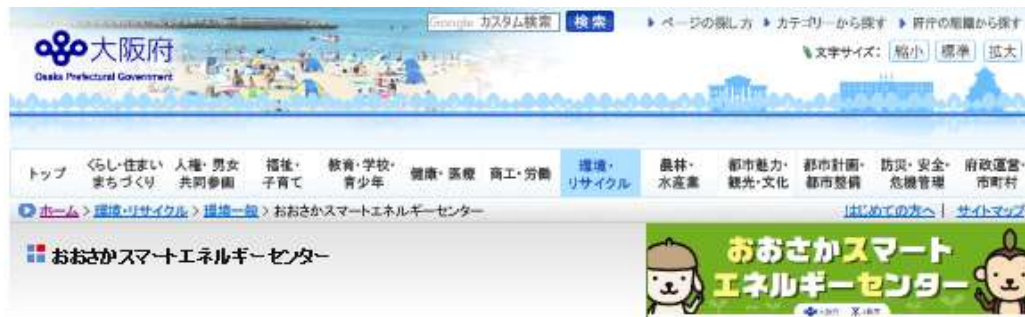 Google カスタム検索 検索 ページの探し方 カテゴリーから探す 府庁の組織から探す
大阪府
Osaka Prefectural Government
文字サイズ： 縮小 標準 拡大
トップ くらし・住まい 人権・男女 福祉・ 教育・学校・ 健康・医療 商工・労働 環境・ 農林・ 都市魅力・ 都市計画・ 防災・安全・ 府政運営・
まちづくり 共同参画 子育て 青少年 リサイクル 水産業 観光・文化 都市整備 危機管理 市町村
ホーム > 環境・リサイクル > 環境一般 > おおさかスマートエネルギーセンター はじめての方へ | サイトマップ
おおさかスマートエネルギーセンター
おおさかスマート
エネルギーセンター